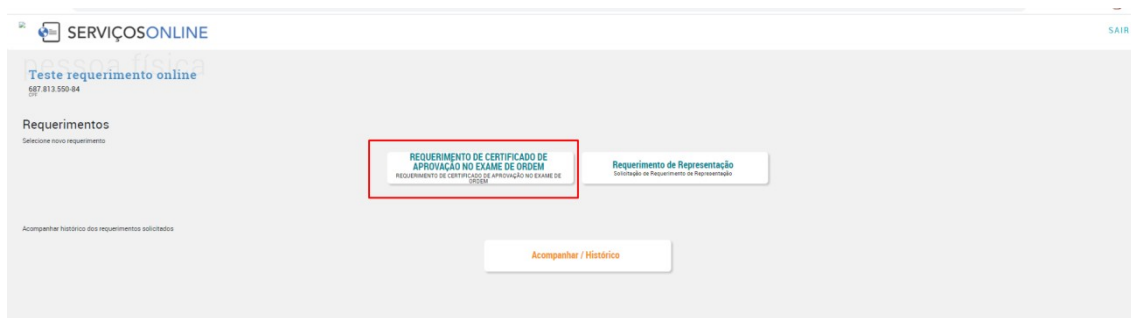 SERVIÇOSONLINE
SAIR
pessoa física
Teste requerimento online
687.813.550-84
CPF
Requerimentos
Selecione novo requerimento
REQUERIMENTO DE CERTIFICADO DE
APROVAÇÃO NO EXAME DE ORDEM
REQUERIMENTO DE CERTIFICADO DE APROVAÇÃO NO EXAME DE
ORDEM
Requerimento de Representação
Solicitação de Requerimento de Representação
Acompanhar histórico dos requerimentos solicitados
Acompanhar / Histórico